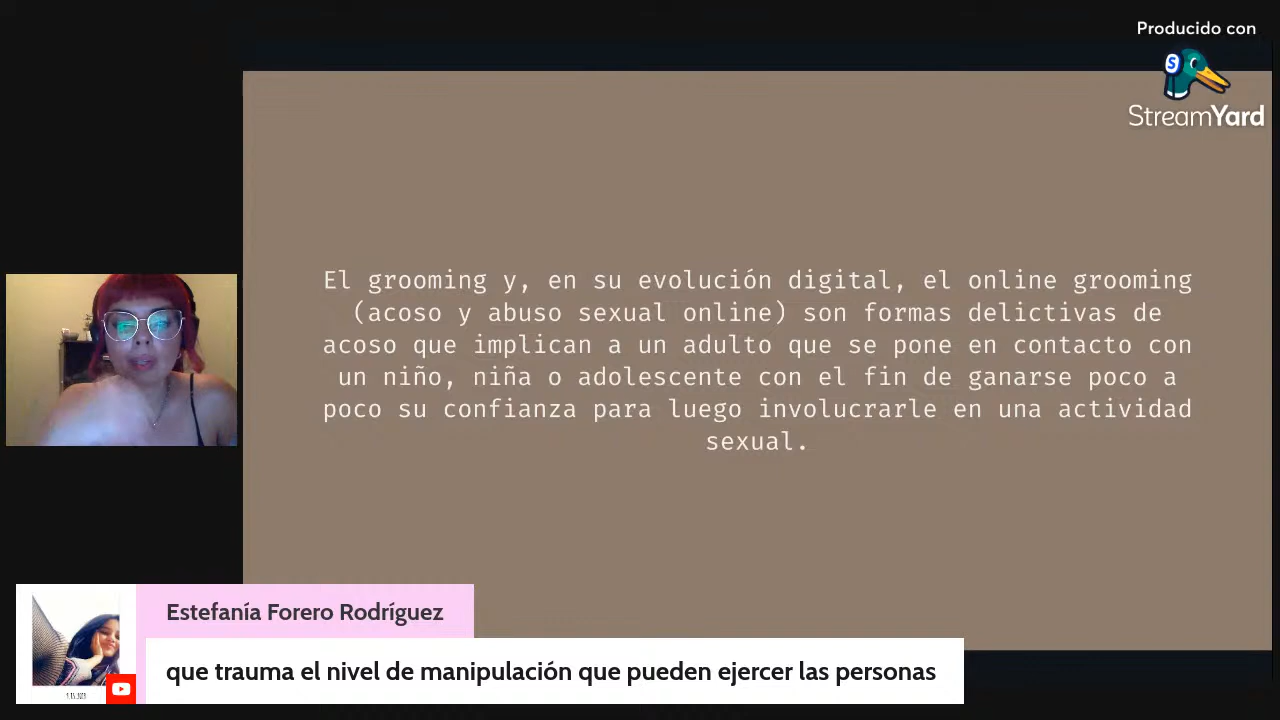 Producido con
StreamYard
El grooming y, en su evolución digital, el online grooming
(acoso y abuso sexual online) son formas delictivas de
acoso que implican a un adulto que se pone en contacto con
un niño, niña o adolescente con el fin de ganarse poco a
poco su confianza para luego involucrarle en una actividad
sexual.
Estefanía Forero Rodríguez
que trauma el nivel de manipulación que pueden ejercer las personas